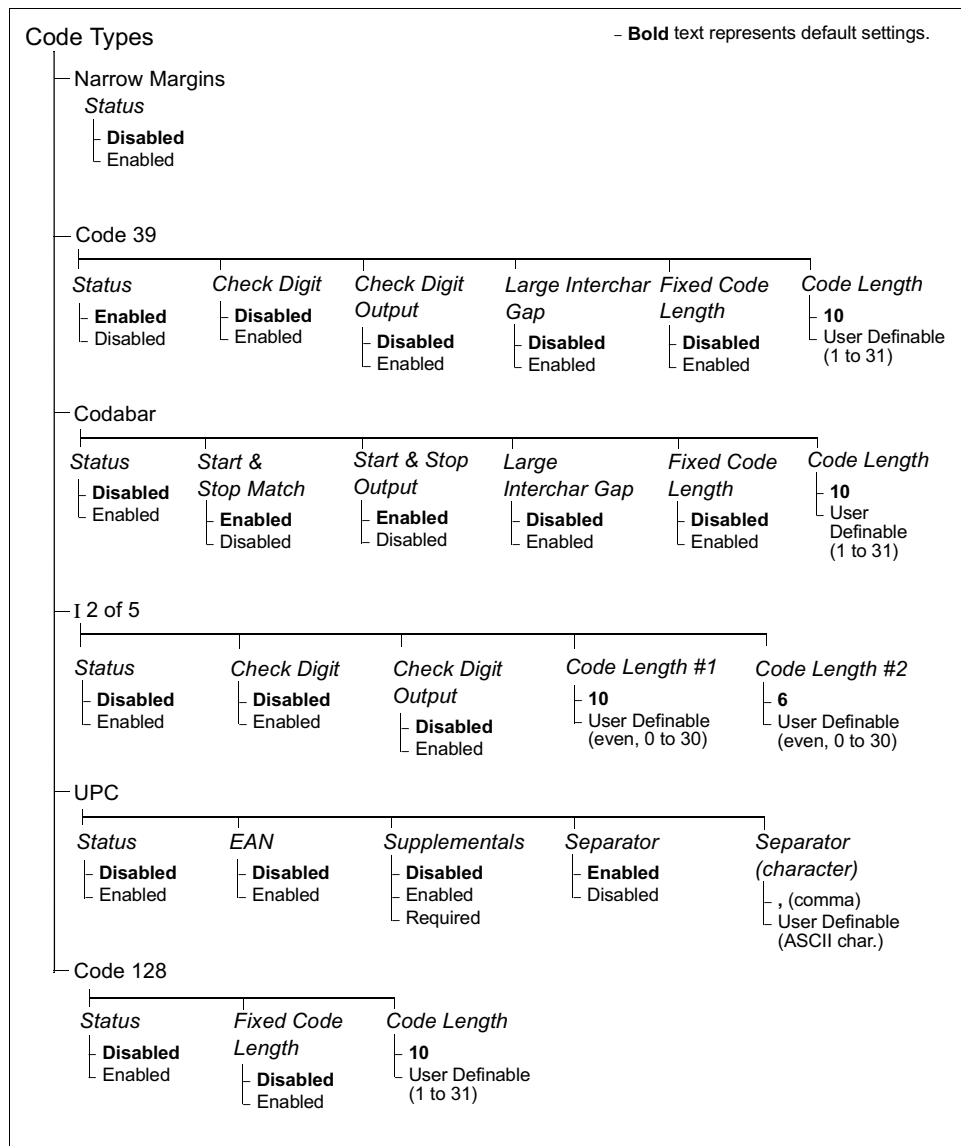 Code Types
– Bold text represents default settings.
Narrow Margins
Status
Disabled
Enabled
Code 39
Status
Enabled
Disabled
Check Digit
Disabled
Enabled
Check Digit
Output
Disabled
Enabled
Large Interchar
Gap
Disabled
Enabled
Fixed Code
Length
Disabled
Enabled
Code Length
10
User Definable
(1 to 31)
Codabar
Status
Disabled
Enabled
Start &
Stop Match
Enabled
Disabled
Start & Stop
Output
Enabled
Disabled
Large
Interchar Gap
Disabled
Enabled
Fixed Code
Length
Disabled
Enabled
Code Length
10
User
Definable
(1 to 31)
I 2 of 5
Status
Disabled
Enabled
Check Digit
Disabled
Enabled
Check Digit
Output
Disabled
Enabled
Code Length #1
10
User Definable
(even, 0 to 30)
Code Length #2
6
User Definable
(even, 0 to 30)
UPC
Status
Disabled
Enabled
EAN
Disabled
Enabled
Supplementals
Disabled
Enabled
Required
Separator
Enabled
Disabled
Separator
(character)
, (comma)
User Definable
(ASCII char.)
Code 128
Status
Disabled
Enabled
Fixed Code
Length
Disabled
Enabled
Code Length
10
User Definable
(1 to 31)